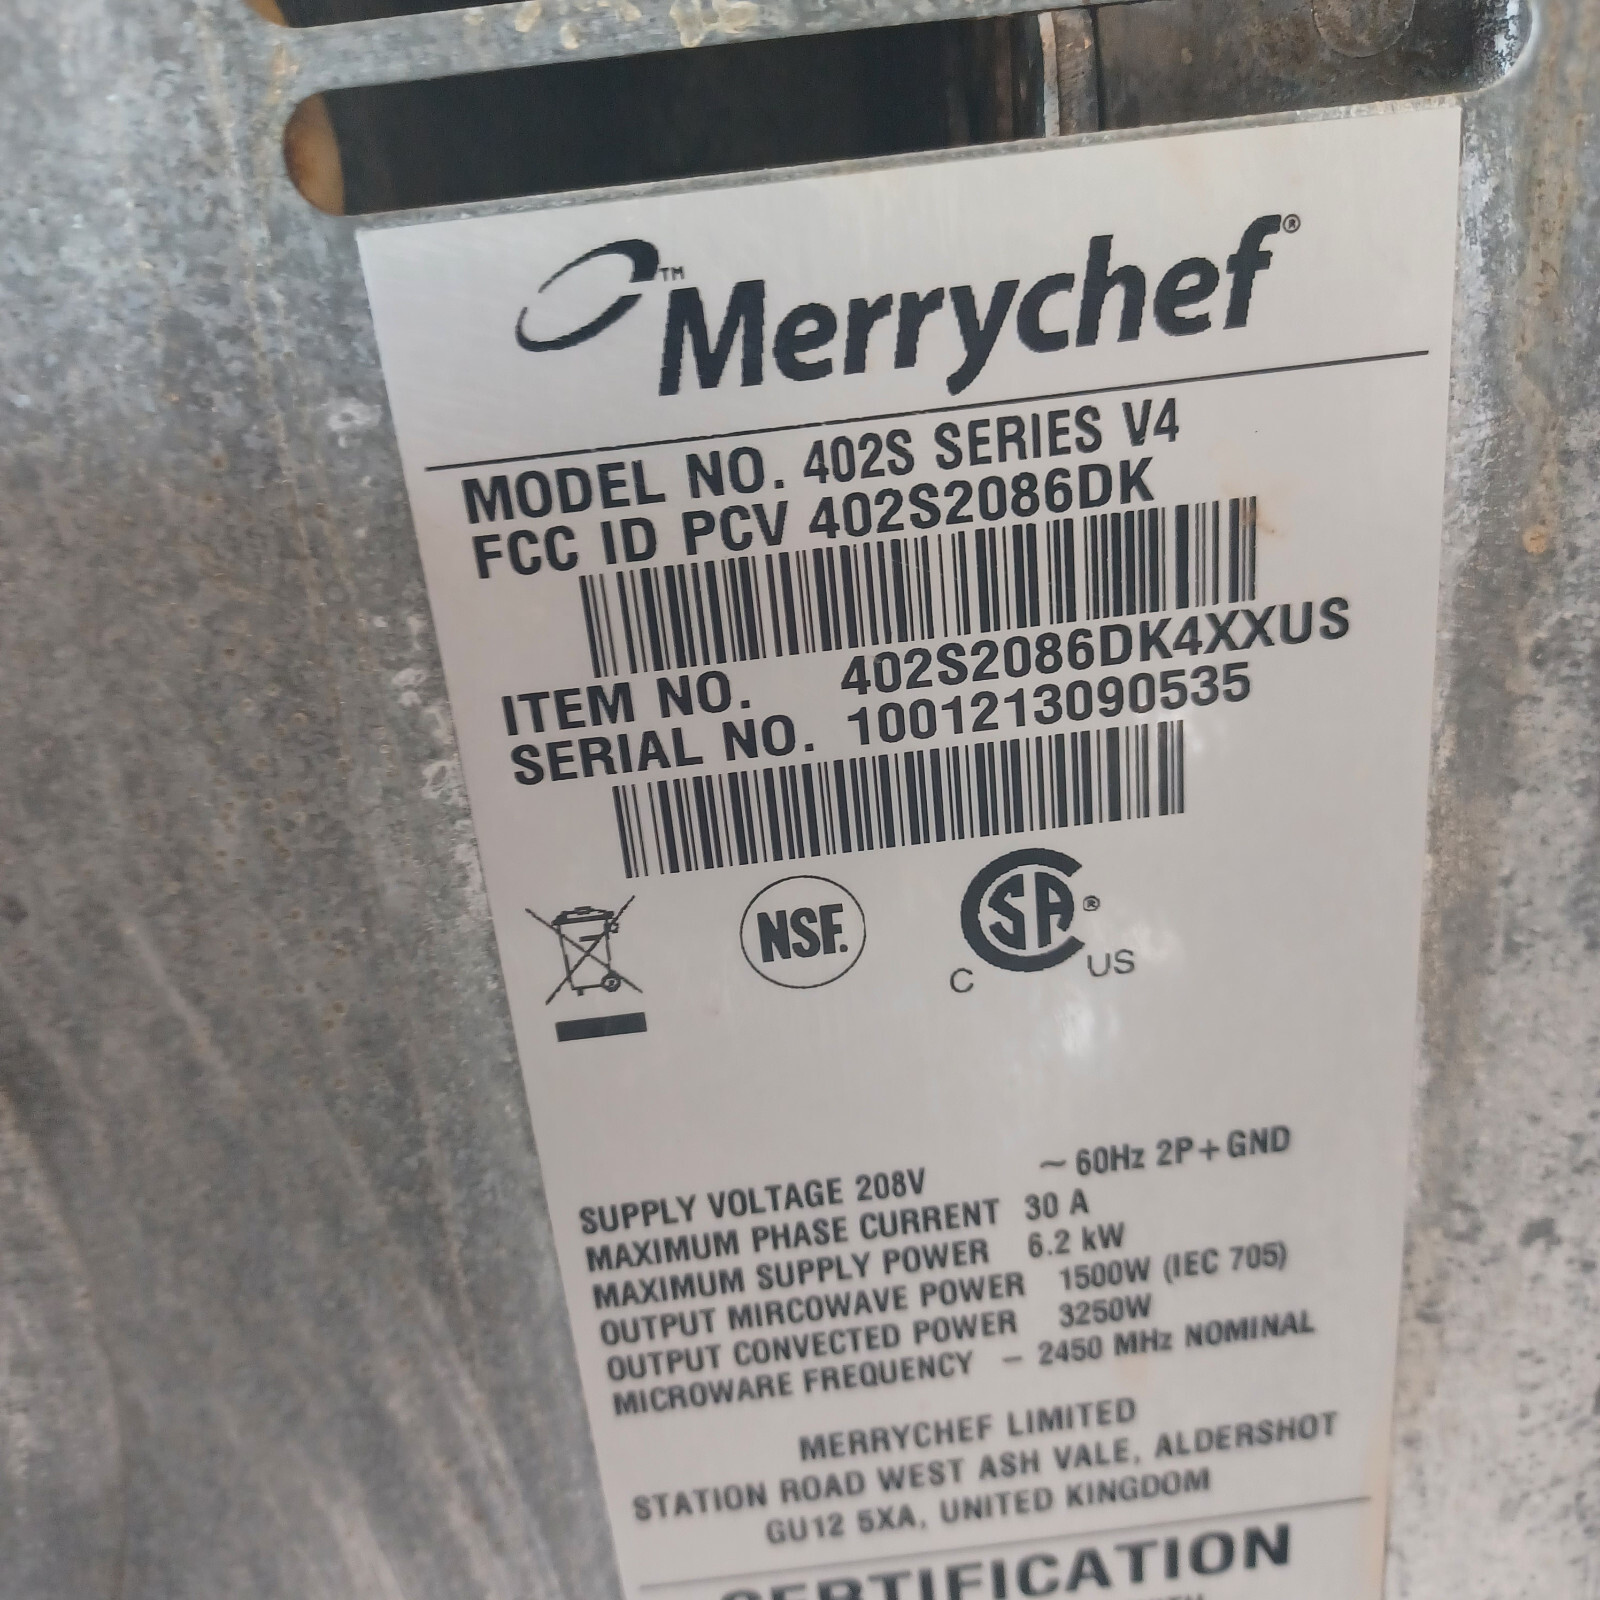 ™Merrychef®
MODEL NO. 402S SERIES V4
FCC ID PCV 402S2086DK
ITEM NO. 402S2086DK4XXUS
SERIAL NO. 1001213090535
NSF.
CSA®
C US
SUPPLY VOLTAGE 208V ~ 60Hz 2P + GND
MAXIMUM PHASE CURRENT 30 A
MAXIMUM SUPPLY POWER 6.2 kW
OUTPUT MIRCOWAVE POWER 1500W (IEC 705)
OUTPUT CONVECTED POWER 3250W
MICROWARE FREQUENCY – 2450 MHz NOMINAL
MERRYCHEF LIMITED
STATION ROAD WEST ASH VALE, ALDERSHOT
GU12 5XA, UNITED KINGDOM
CERTIFICATION